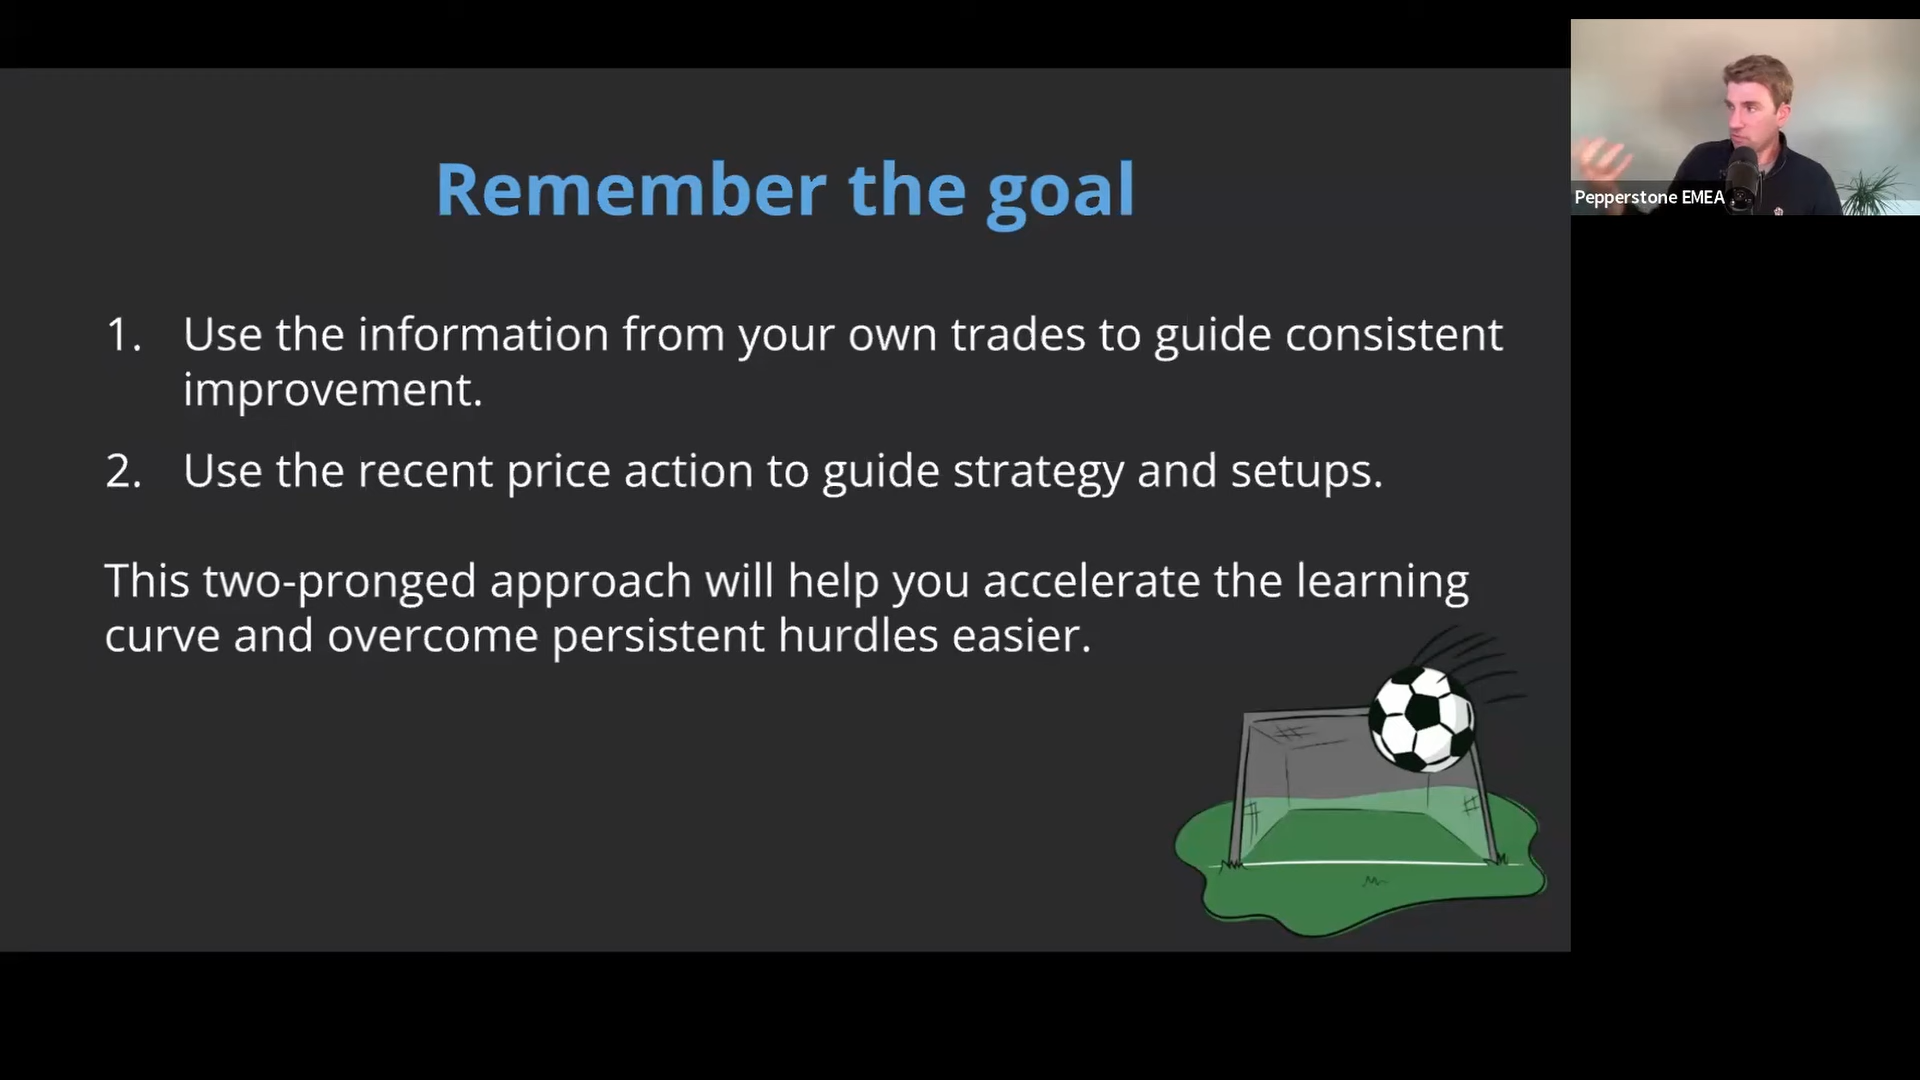 Remember the goal
1. Use the information from your own trades to guide consistent
improvement.
2. Use the recent price action to guide strategy and setups.
This two-pronged approach will help you accelerate the learning
curve and overcome persistent hurdles easier.
Pepperstone EMEA